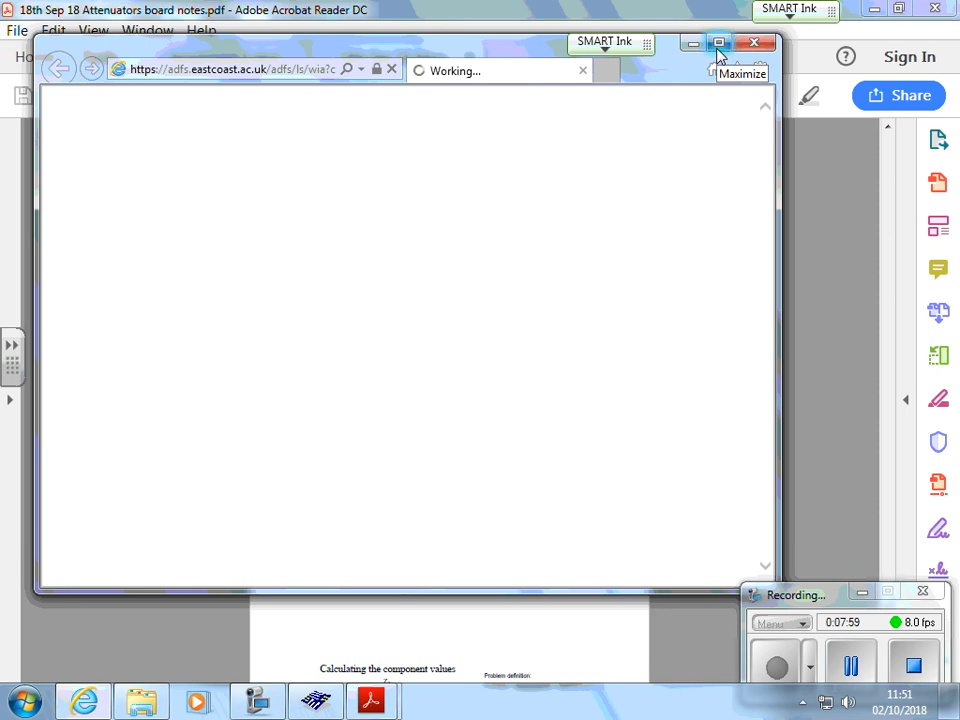 18th Sep 18 Attenuators board notes.pdf - Adobe Acrobat Reader DC
SMART Ink
File Edit View Window Help
SMART Ink
Sign In
https://adfs.eastcoast.ac.uk/adfs/ls/wia?c
Working...
Maximize
Share
Recording...
Menu
0:07:59
8.0 fps
Calculating the component values
Problem definition:
11:51
02/10/2018